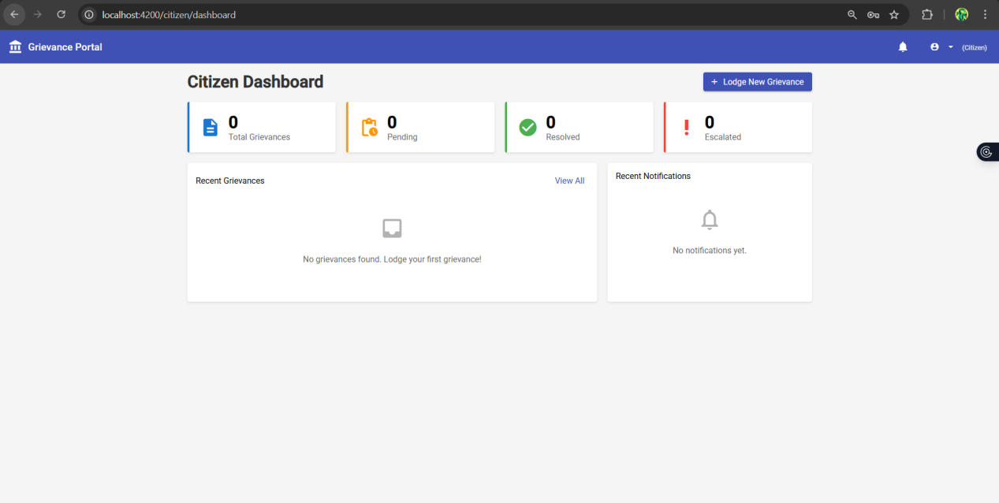 localhost:4200/citizen/dashboard
Grievance Portal
(Citizen)
Citizen Dashboard
+ Lodge New Grievance
0
Total Grievances
0
Pending
0
Resolved
0
Escalated
Recent Grievances
View All
No grievances found. Lodge your first grievance!
Recent Notifications
No notifications yet.